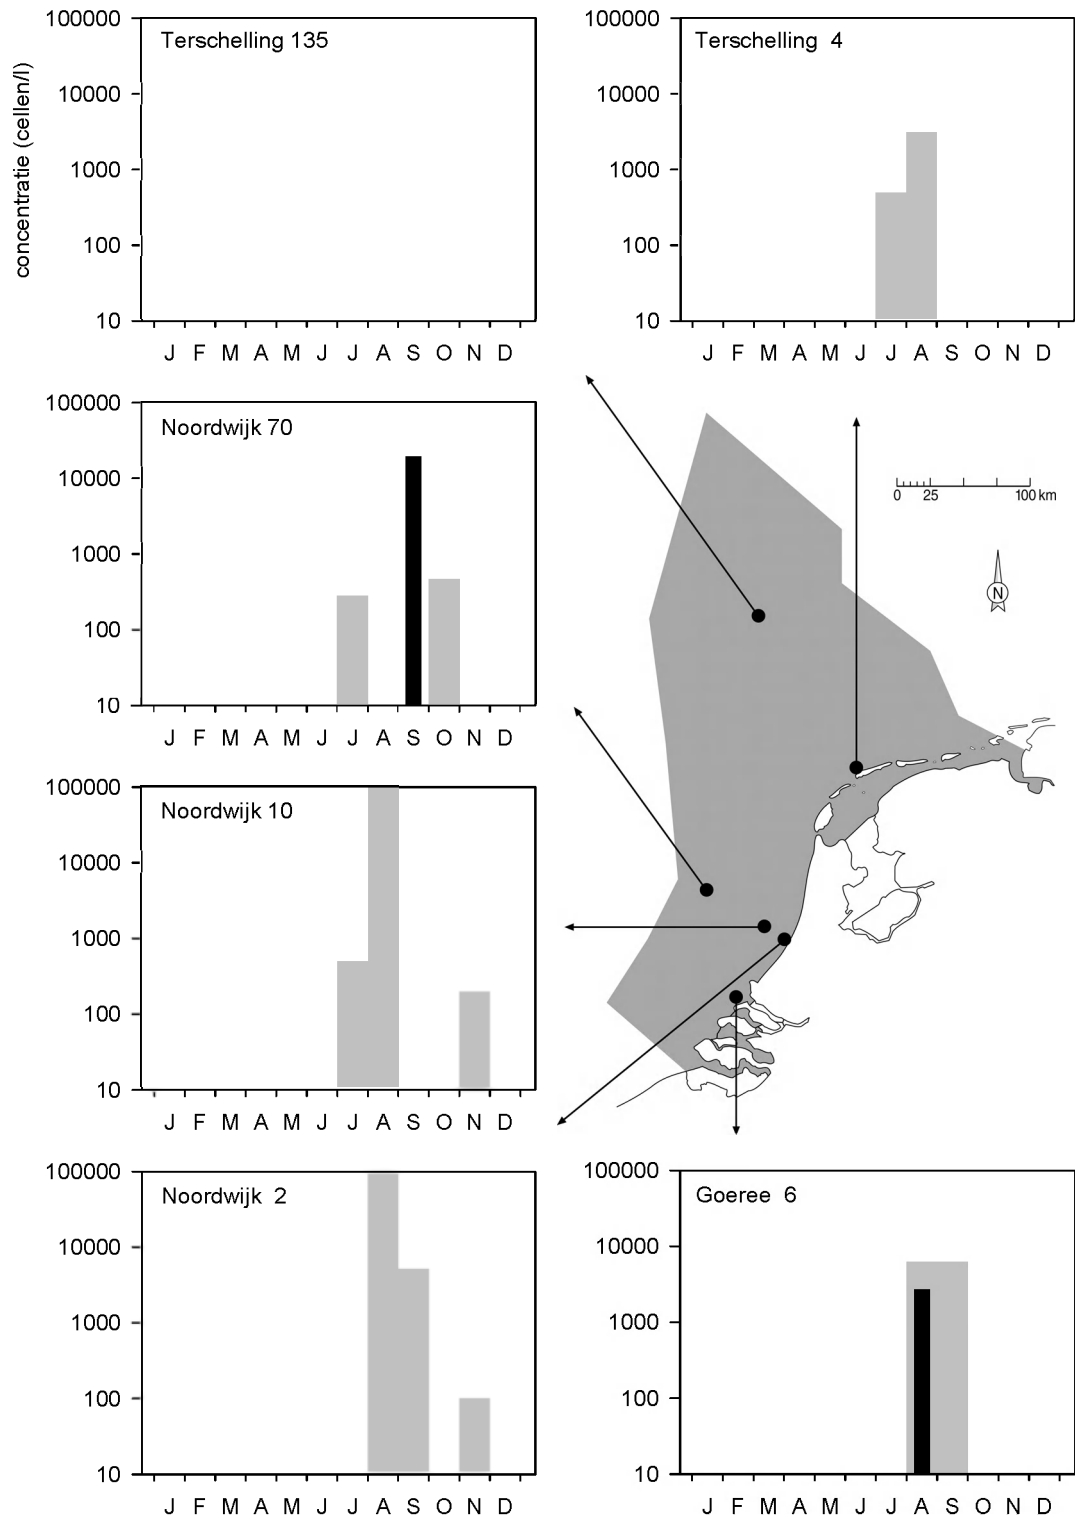 concentratie (cellen/l)
Terschelling 135
100000
10000
1000
100
10
J F M A M J J A S O N D
Terschelling 4
100000
10000
1000
100
10
J F M A M J J A S O N D
Noordwijk 70
100000
10000
1000
100
10
J F M A M J J A S O N D
0 25 100 km
N
Noordwijk 10
100000
10000
1000
100
10
J F M A M J J A S O N D
Noordwijk 2
100000
10000
1000
100
10
J F M A M J J A S O N D
Goeree 6
100000
10000
1000
100
10
J F M A M J J A S O N D